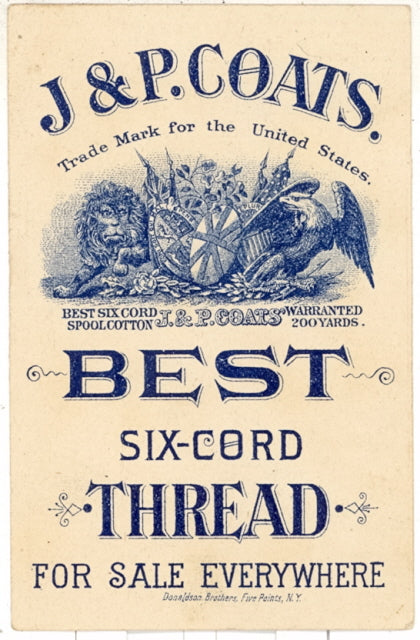 J & P. COATS.
Trade Mark for the United States.
BEST SIX CORD
SPOOL COTTON
J. & P. COATS
WARRANTED
200 YARDS.
BEST
SIX-CORD
THREAD
FOR SALE EVERYWHERE
Donaldson Brothers, Five Points, N.Y.